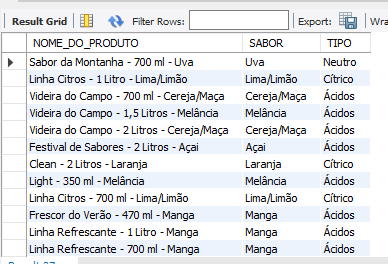 Result Grid Filter Rows: Export: Wra
NOME_DO_PRODUTO SABOR TIPO
Sabor da Montanha - 700 ml - Uva Uva Neutro
Linha Citros - 1 Litro - Lima/Limão Lima/Limão Cítrico
Videira do Campo - 700 ml - Cereja/Maça Cereja/Maça Ácidos
Videira do Campo - 1,5 Litros - Melância Melância Ácidos
Videira do Campo - 2 Litros - Cereja/Maça Cereja/Maça Ácidos
Festival de Sabores - 2 Litros - Açai Açai Ácidos
Clean - 2 Litros - Laranja Laranja Cítrico
Light - 350 ml - Melância Melância Ácidos
Linha Citros - 700 ml - Lima/Limão Lima/Limão Cítrico
Frescor do Verão - 470 ml - Manga Manga Ácidos
Linha Refrescante - 1 Litro - Manga Manga Ácidos
Linha Refrescante - 700 ml - Manga Manga Ácidos